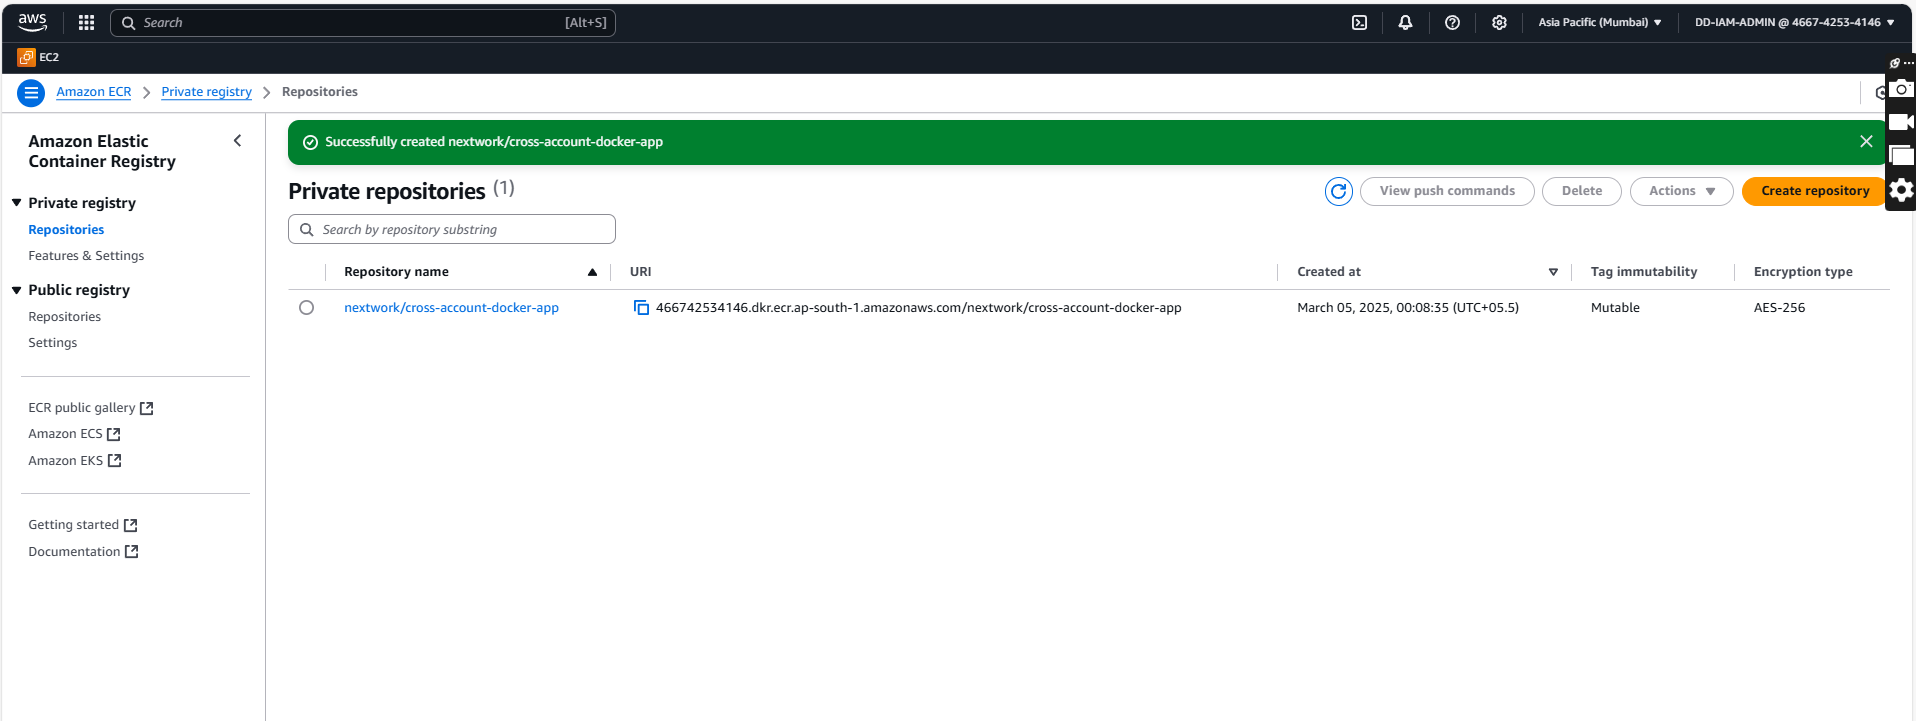 aws
Search [Alt+S]
Asia Pacific (Mumbai)
DD-IAM-ADMIN @ 4667-4253-4146
EC2
Amazon ECR
Private registry
Repositories
Amazon Elastic
Container Registry
Private registry
Repositories
Features & Settings
Public registry
Repositories
Settings
ECR public gallery
Amazon ECS
Amazon EKS
Getting started
Documentation
Successfully created nextwork/cross-account-docker-app
Private repositories (1)
View push commands
Delete
Actions
Create repository
Search by repository substring
Repository name
URI
Created at
Tag immutability
Encryption type
nextwork/cross-account-docker-app
466742534146.dkr.ecr.ap-south-1.amazonaws.com/nextwork/cross-account-docker-app
March 05, 2025, 00:08:35 (UTC+05.5)
Mutable
AES-256